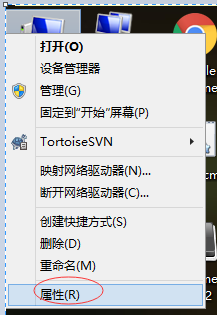 打开(O)
设备管理器
管理(G)
固定到"开始"屏幕(P)
TortoiseSVN
映射网络驱动器(N)...
断开网络驱动器(C)...
创建快捷方式(S)
删除(D)
重命名(M)
属性(R)